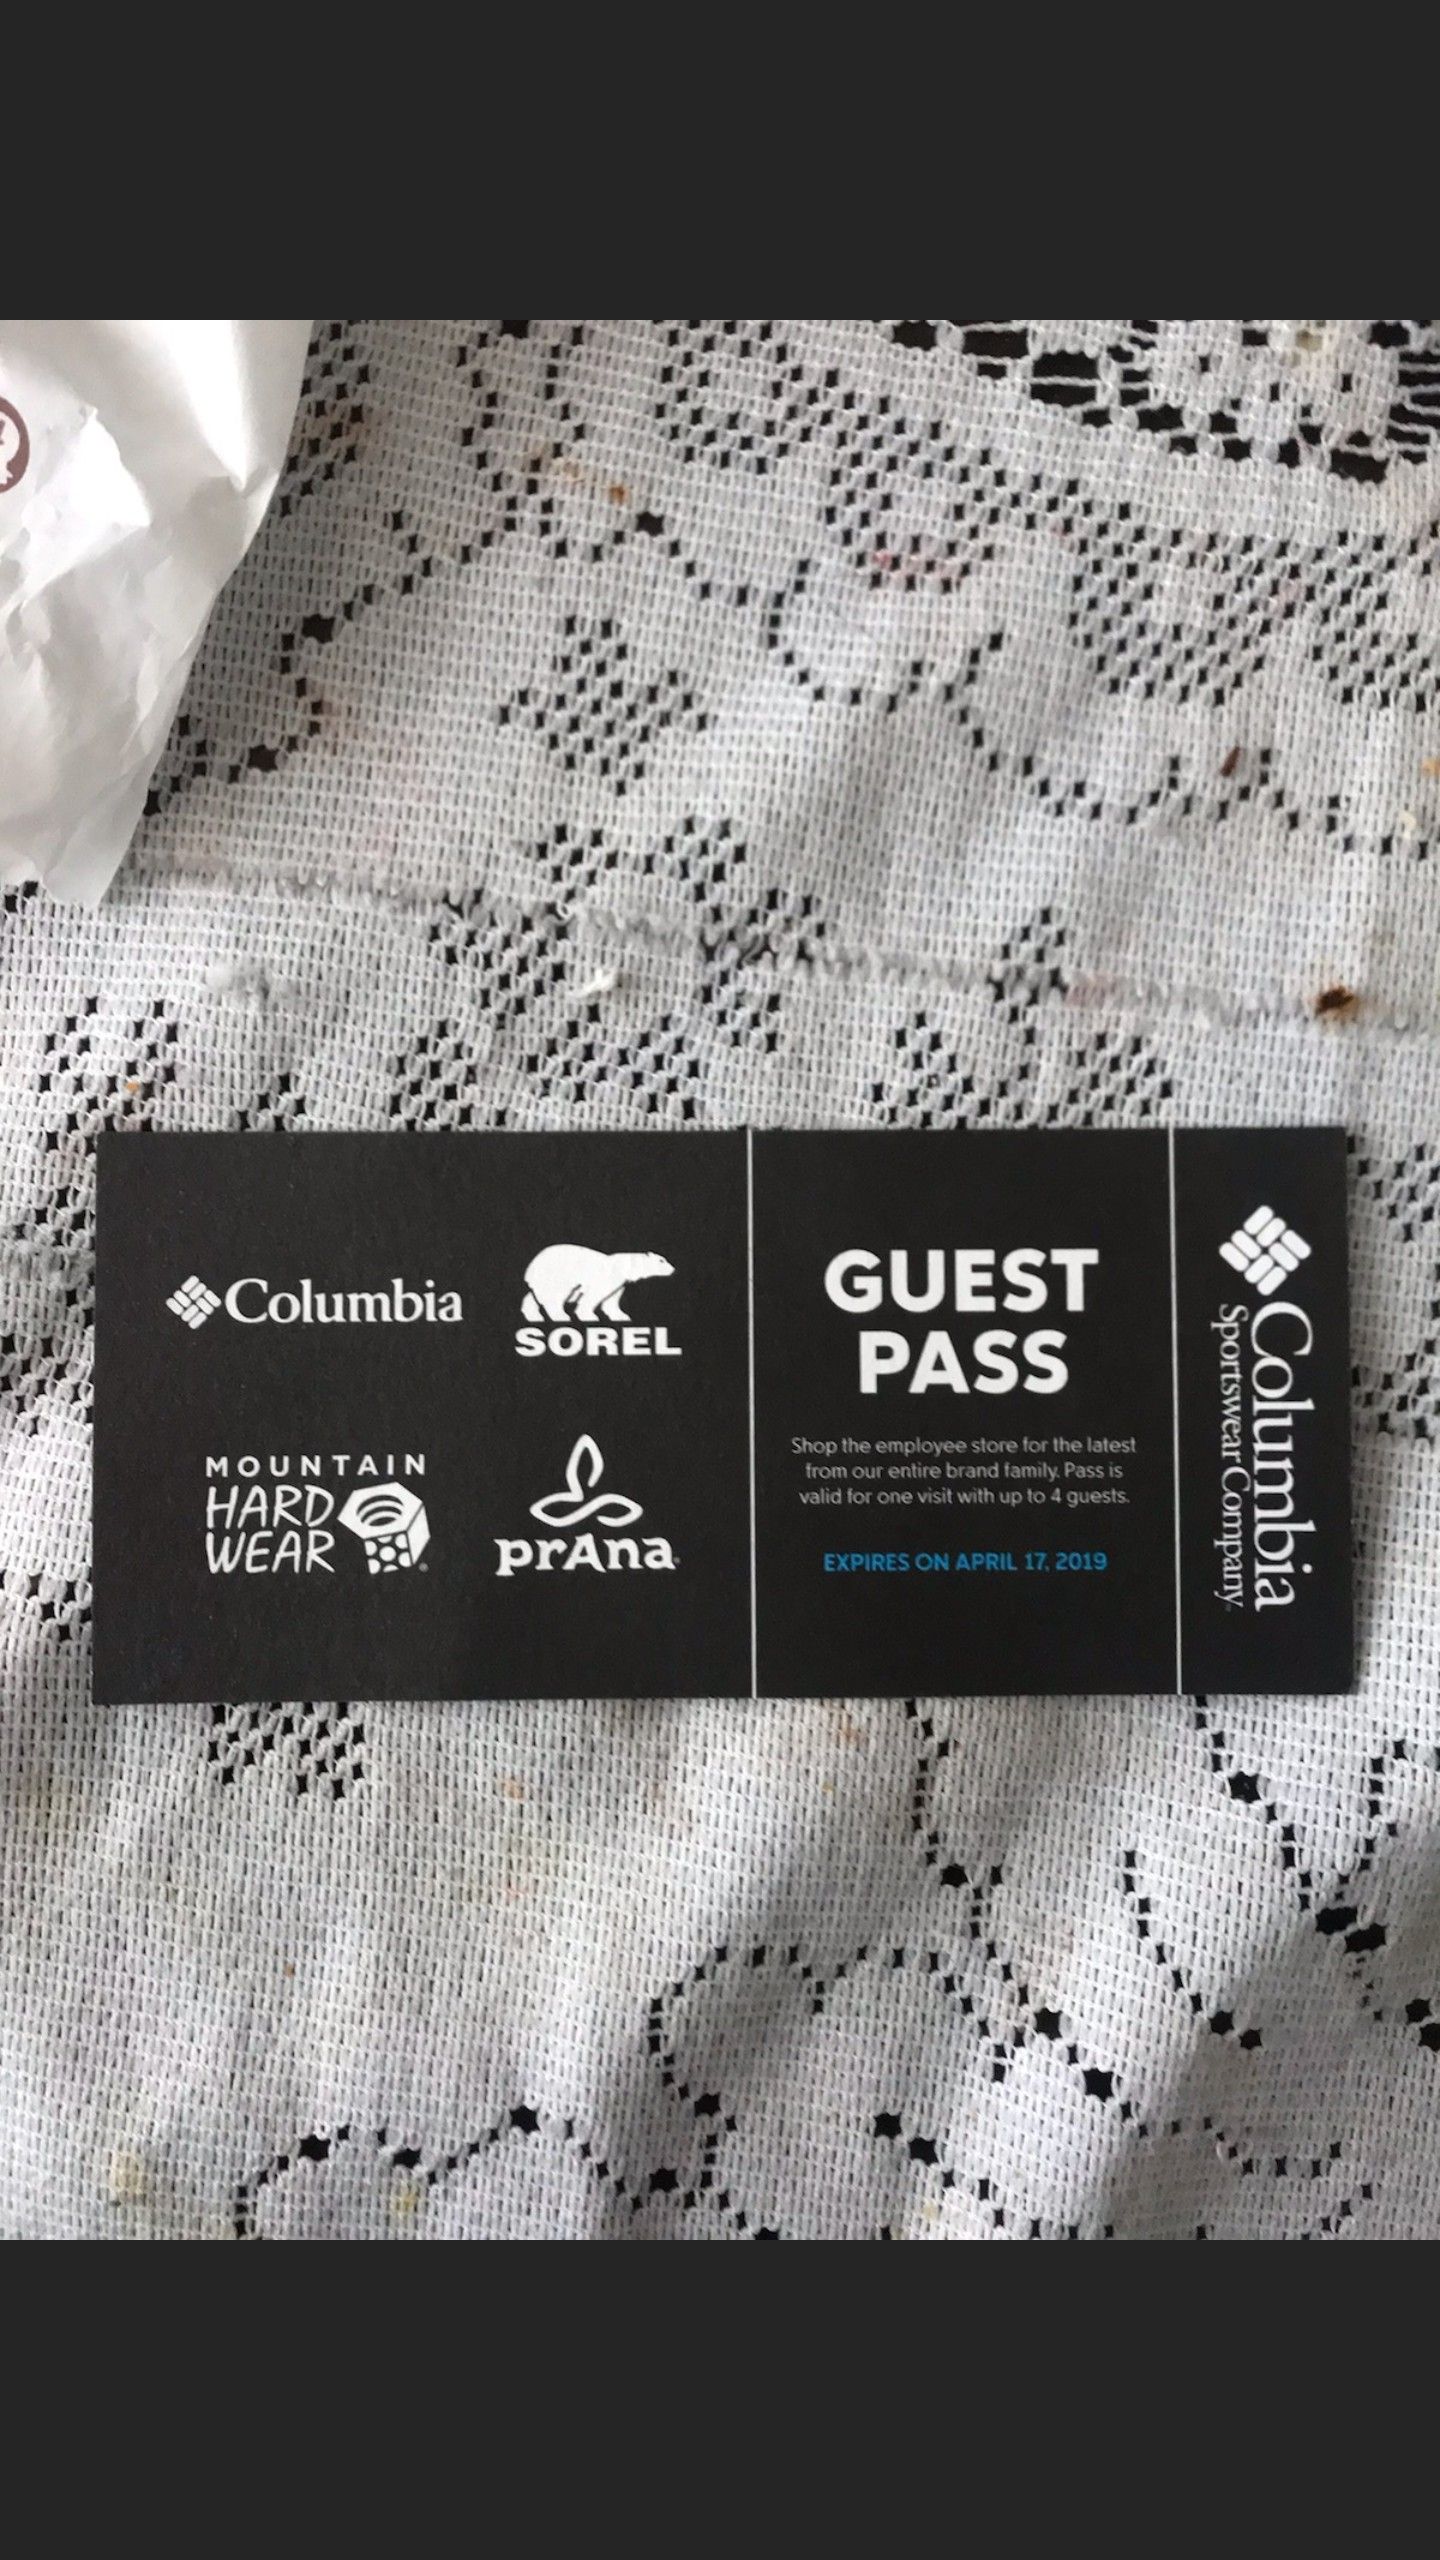 Columbia
SOREL
MOUNTAIN
HARD
WEAR
prAna
GUEST
PASS
Shop the employee store for the latest
from our entire brand family. Pass is
valid for one visit with up to 4 guests.
EXPIRES ON APRIL 17, 2019
Columbia
Sportswear Company